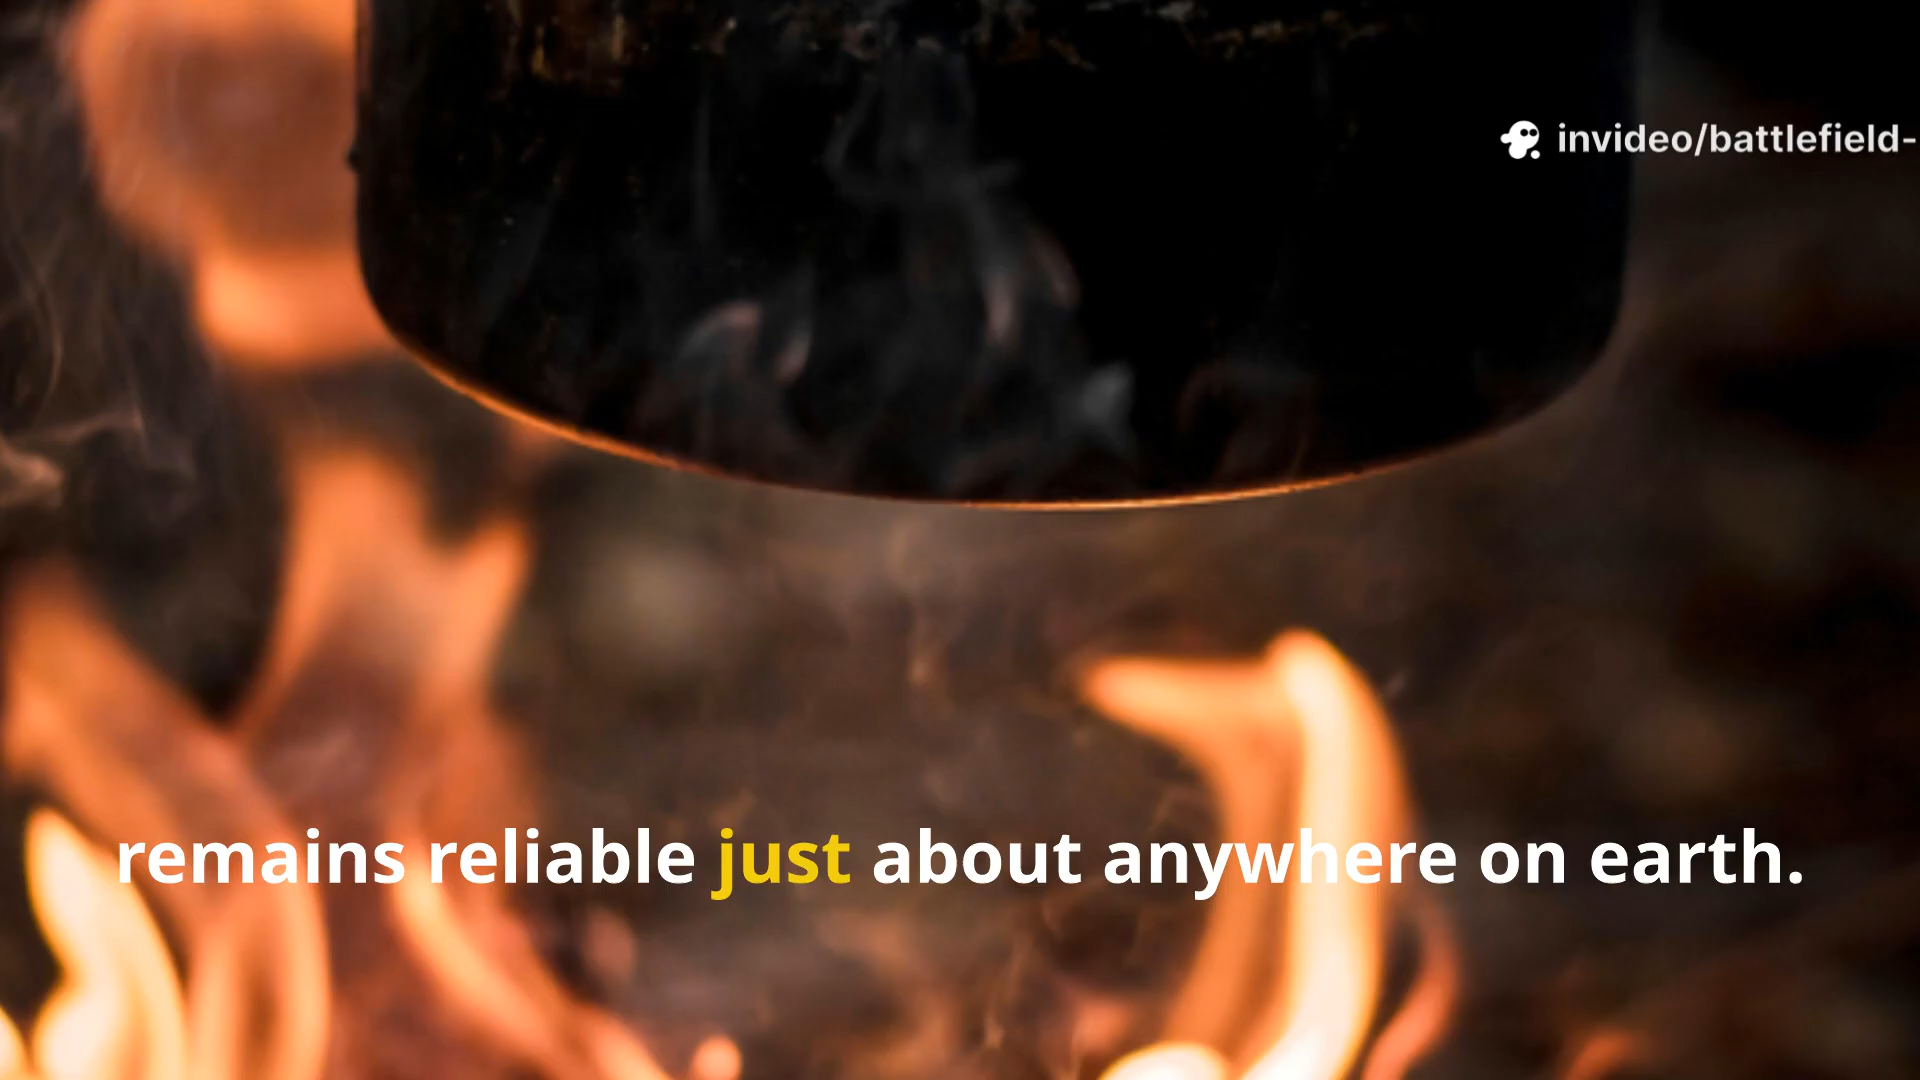 invideo/battlefield-
remains reliable just about anywhere on earth.